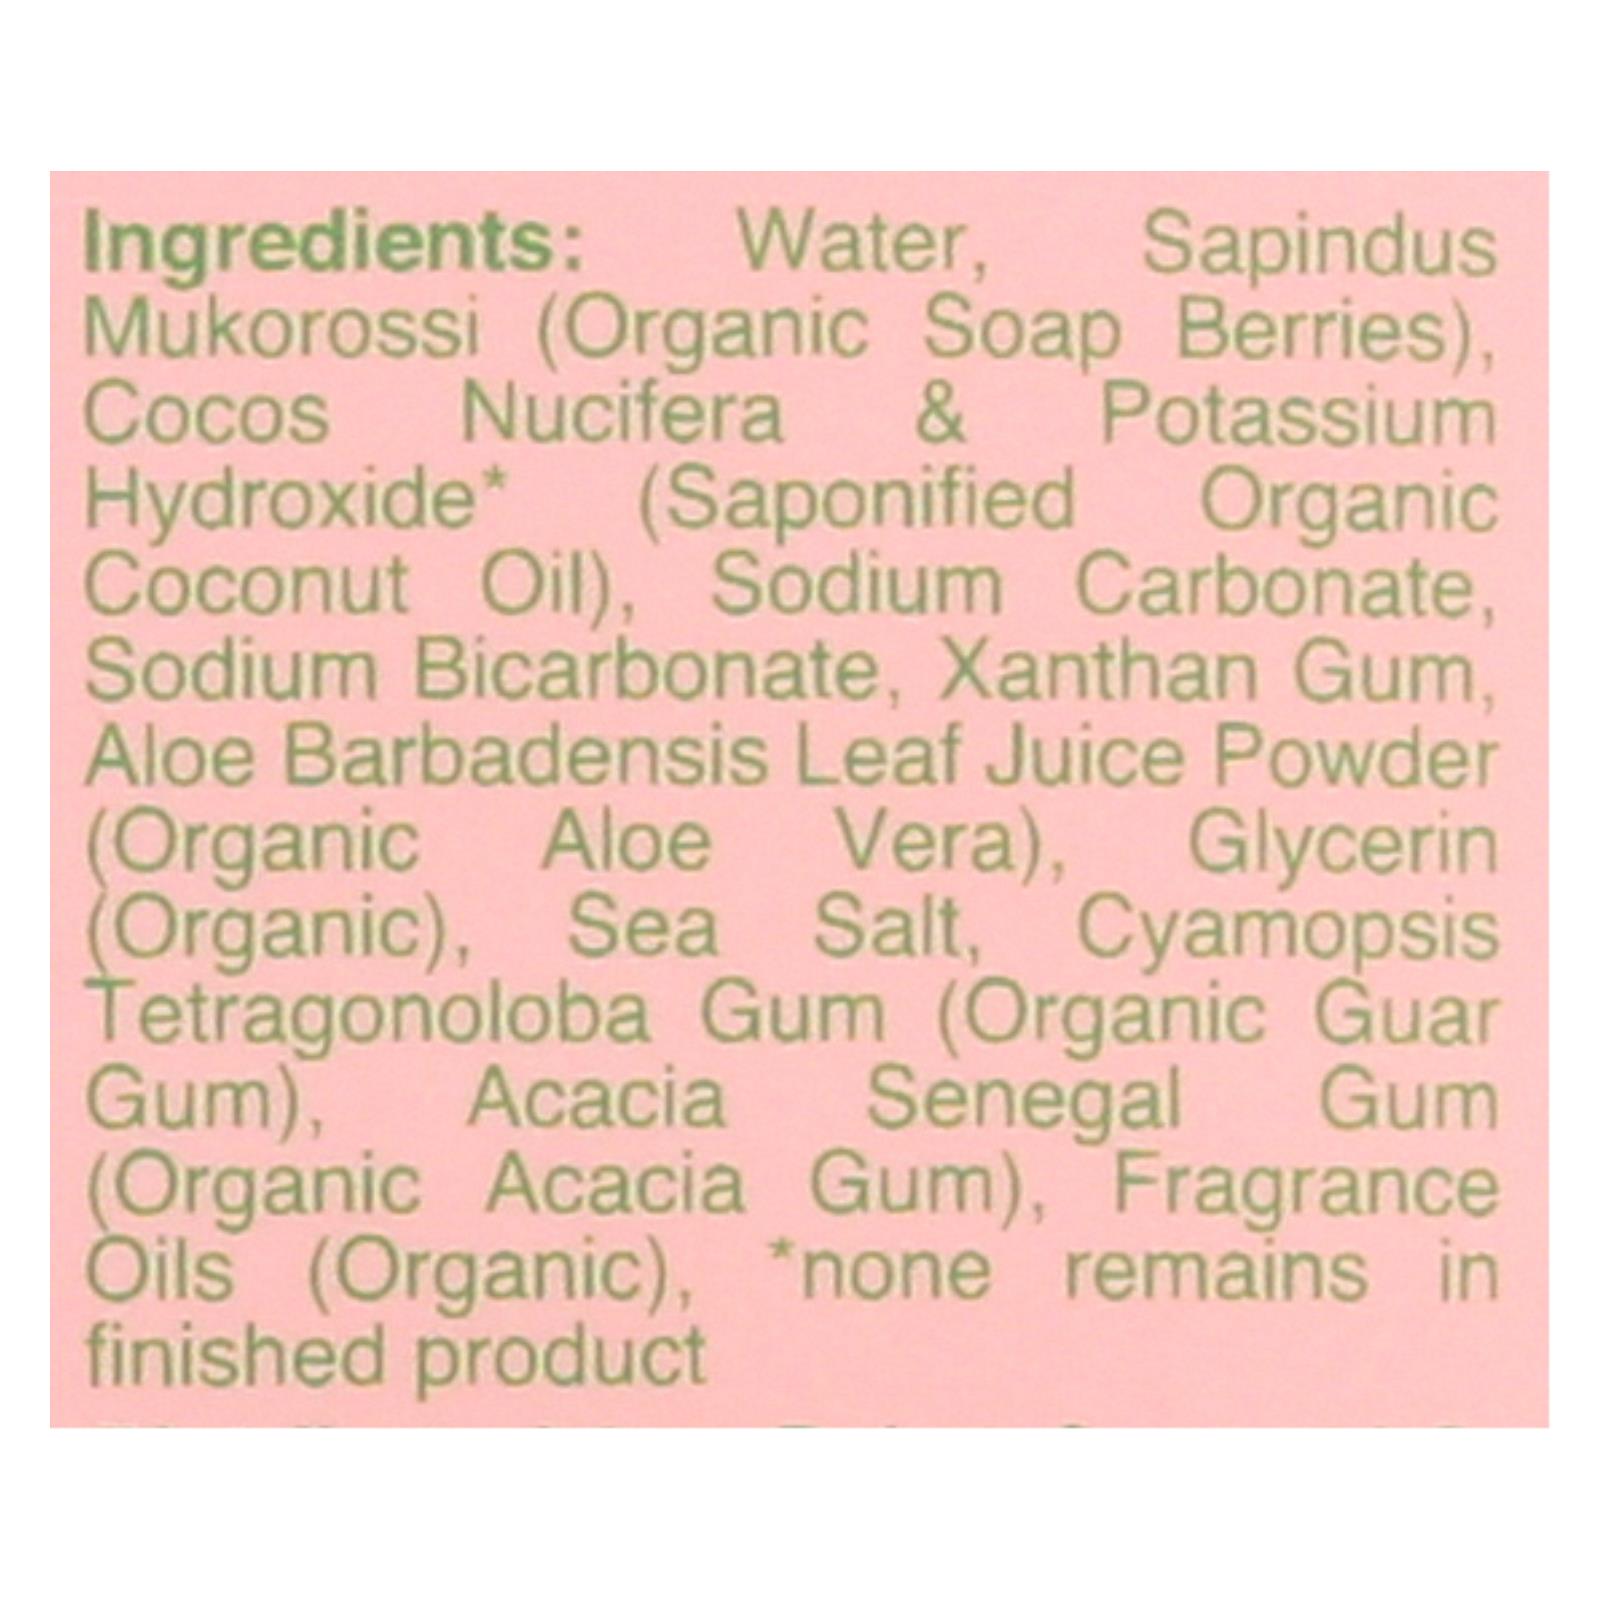 Ingredients: Water, Sapindus
Mukorossi (Organic Soap Berries),
Cocos Nucifera & Potassium
Hydroxide* (Saponified Organic
Coconut Oil), Sodium Carbonate,
Sodium Bicarbonate, Xanthan Gum,
Aloe Barbadensis Leaf Juice Powder
(Organic Aloe Vera), Glycerin
(Organic), Sea Salt, Cyamopsis
Tetragonoloba Gum (Organic Guar
Gum), Acacia Senegal Gum
(Organic Acacia Gum), Fragrance
Oils (Organic), *none remains in
finished product